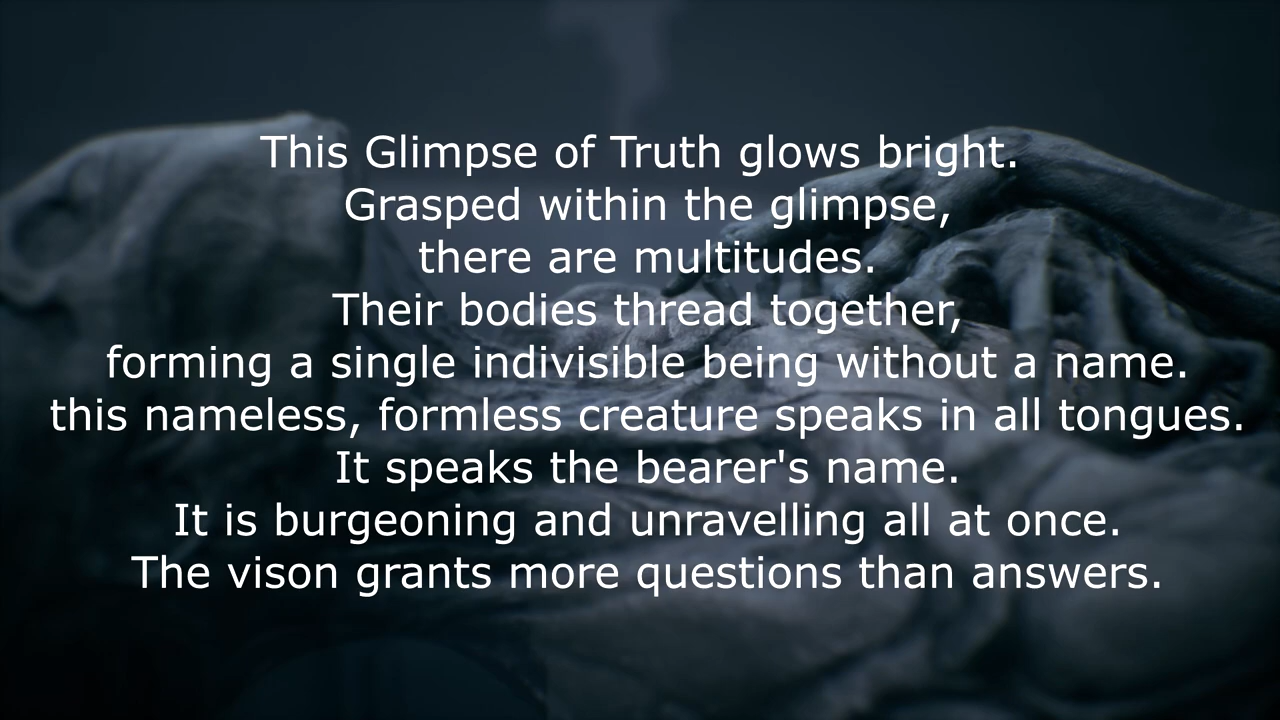 This Glimpse of Truth glows bright.
Grasped within the glimpse,
there are multitudes.
Their bodies thread together,
forming a single indivisible being without a name.
this nameless, formless creature speaks in all tongues.
It speaks the bearer's name.
It is burgeoning and unravelling all at once.
The vison grants more questions than answers.